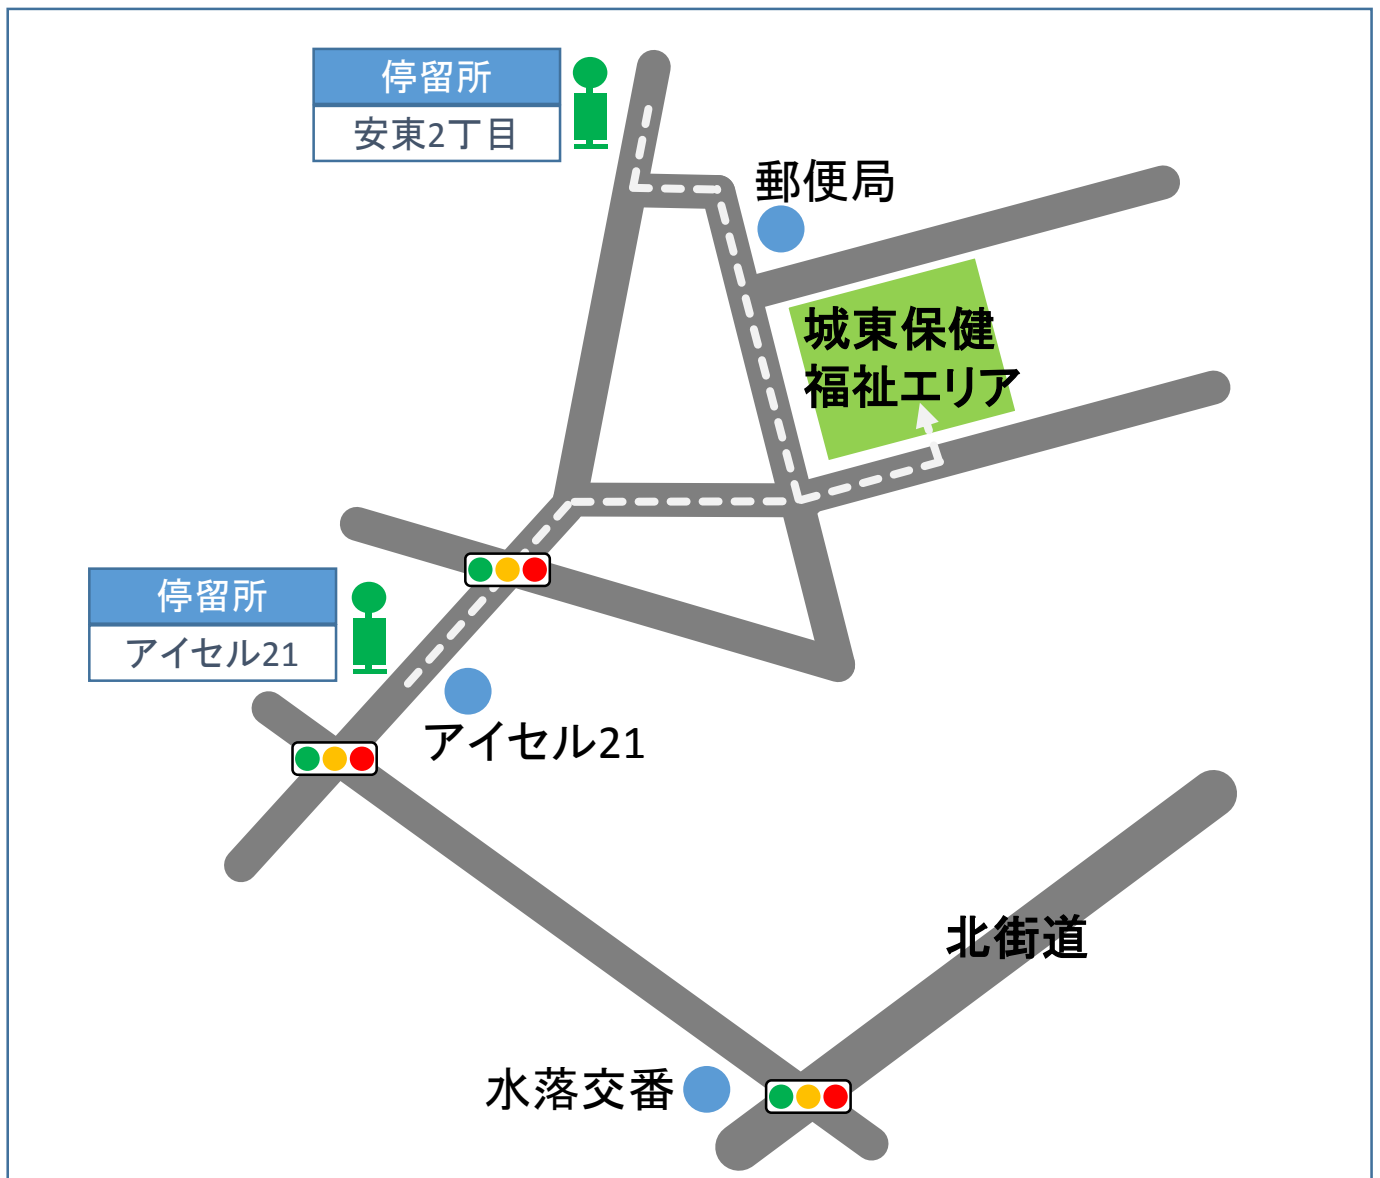 停留所
安東2丁目
郵便局
城東保健
福祉エリア
停留所
アイセル21
アイセル21
北街道
水落交番